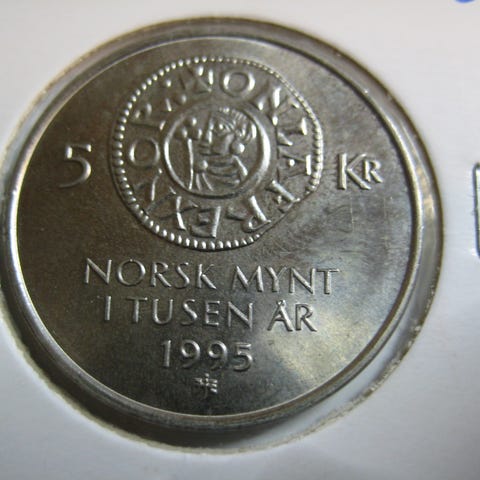 5 KR
NORSK MYNT
I TUSEN ÅR
1995